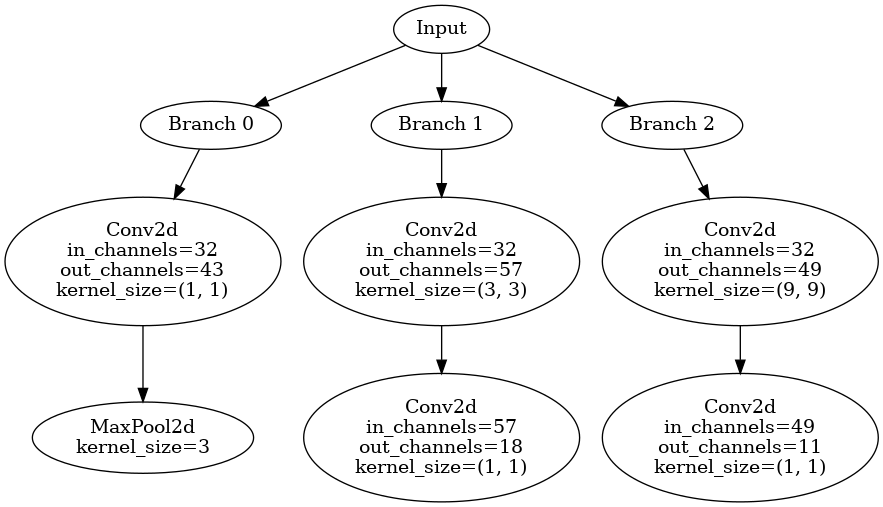 Input
Branch 0
Branch 1
Branch 2
Conv2d
in_channels=32
out_channels=43
kernel_size=(1, 1)
Conv2d
in_channels=32
out_channels=57
kernel_size=(3, 3)
Conv2d
in_channels=32
out_channels=49
kernel_size=(9, 9)
MaxPool2d
kernel_size=3
Conv2d
in_channels=57
out_channels=18
kernel_size=(1, 1)
Conv2d
in_channels=49
out_channels=11
kernel_size=(1, 1)